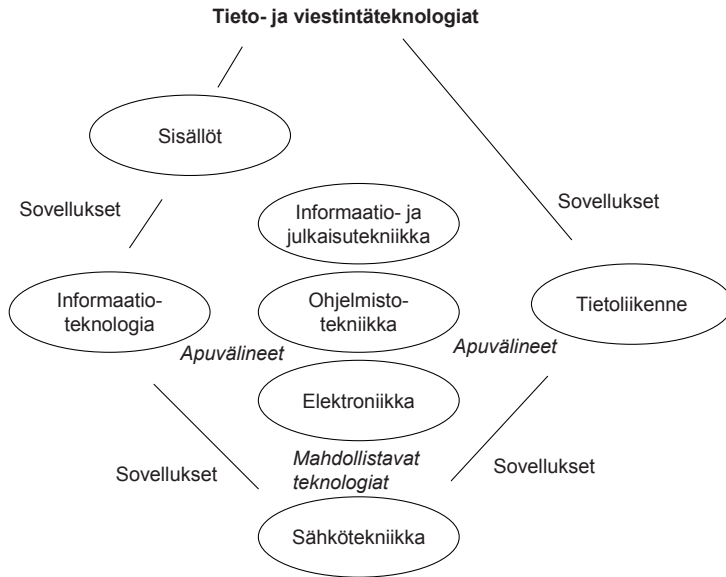 Tieto- ja viestintäteknologiat
Sisällöt
Sovellukset
Sovellukset
Informaatio- ja
julkaisutekniikka
Informaatio-
teknologia
Ohjelmisto-
tekniikka
Tietoliikenne
Apuvälineet
Apuvälineet
Elektroniikka
Sovellukset
Mahdollistavat
teknologiat
Sovellukset
Sähkötekniikka